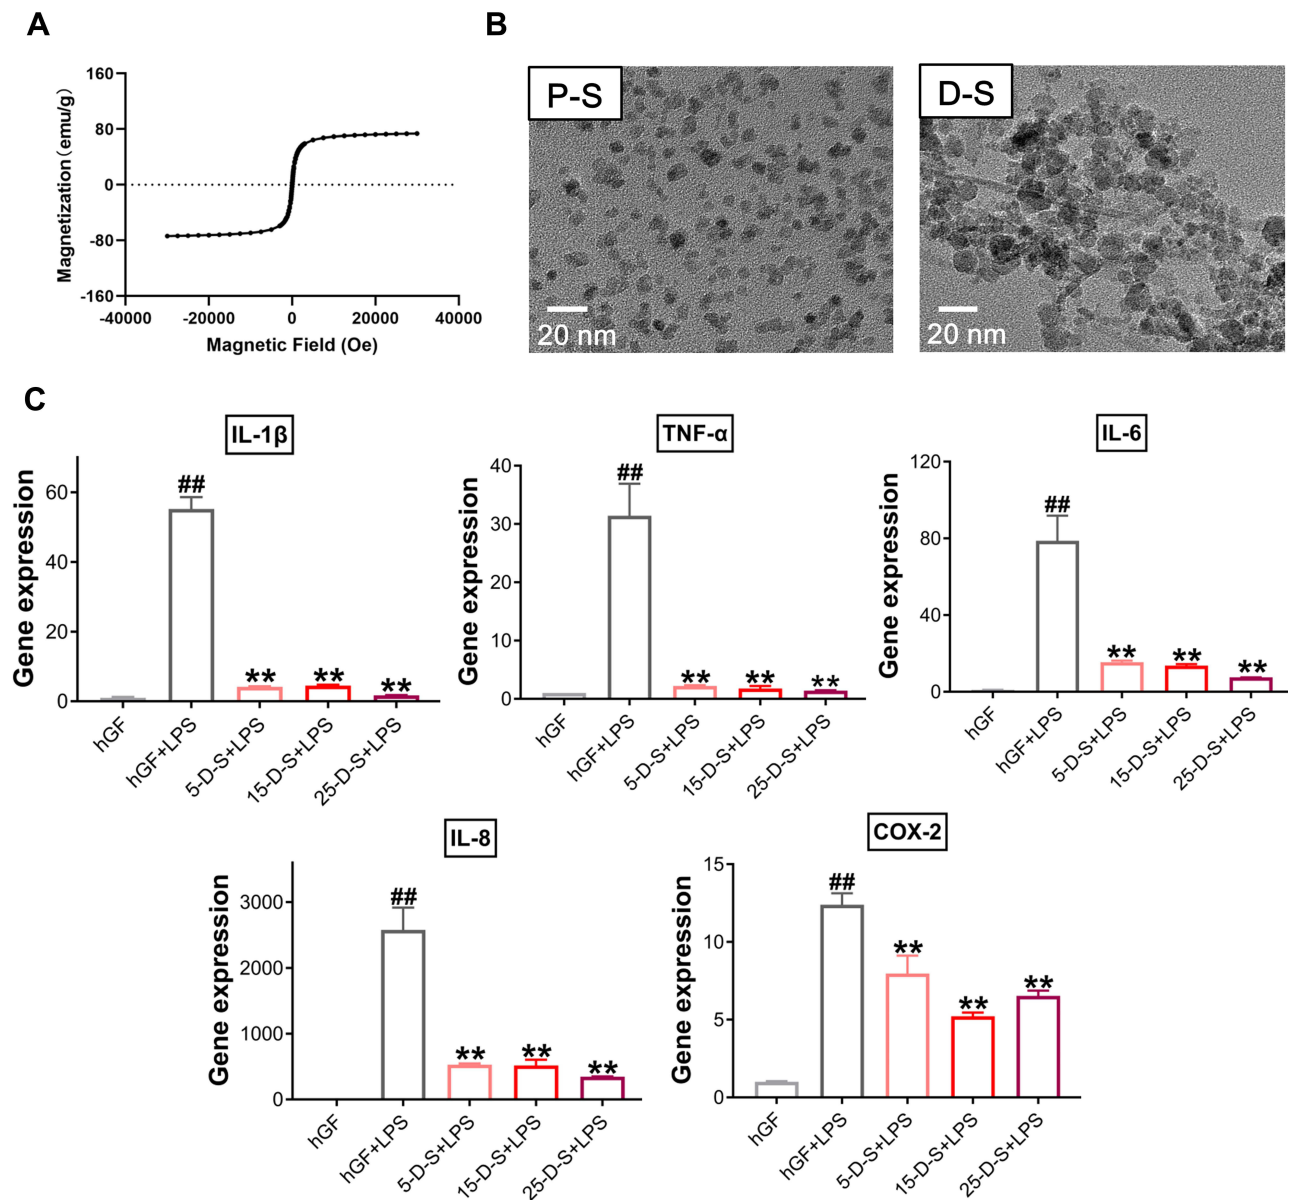 A
B
160
80
0
-80
-160
Magnetization (emu/g)
-40000 -20000 0 20000 40000
Magnetic Field (Oe)
P-S
20 nm
D-S
20 nm
C
IL-1β
Gene expression
60
40
20
0
##
**
**
**
hGF
hGF+LPS
5-D-S+LPS
15-D-S+LPS
25-D-S+LPS
TNF-α
Gene expression
40
30
20
10
0
##
**
**
**
hGF
hGF+LPS
5-D-S+LPS
15-D-S+LPS
25-D-S+LPS
IL-6
Gene expression
120
80
40
0
##
**
**
**
hGF
hGF+LPS
5-D-S+LPS
15-D-S+LPS
25-D-S+LPS
IL-8
Gene expression
3000
2000
1000
0
##
**
**
**
hGF
hGF+LPS
5-D-S+LPS
15-D-S+LPS
25-D-S+LPS
COX-2
Gene expression
15
10
5
0
##
**
**
**
hGF
hGF+LPS
5-D-S+LPS
15-D-S+LPS
25-D-S+LPS